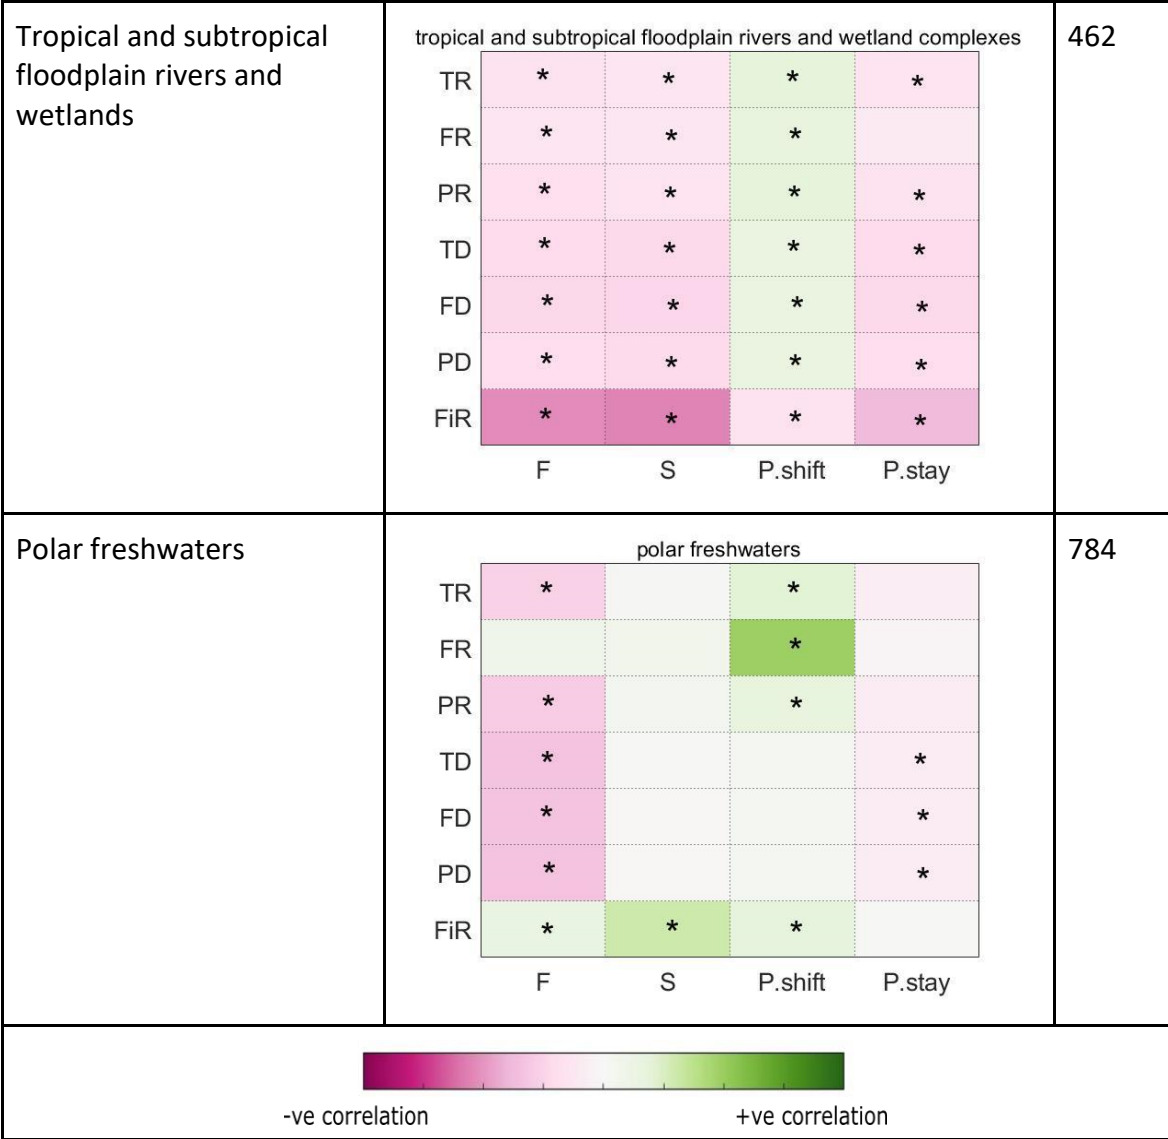 Tropical and subtropical
floodplain rivers and
wetlands
tropical and subtropical floodplain rivers and wetland complexes
TR * * * *
FR * * *
PR * * * *
TD * * * *
FD * * * *
PD * * * *
FiR * * * *
F S P.shift P.stay
462
Polar freshwaters
polar freshwaters
TR * *
FR *
PR * *
TD * *
FD * *
PD * *
FiR * * *
F S P.shift P.stay
784
-ve correlation +ve correlation